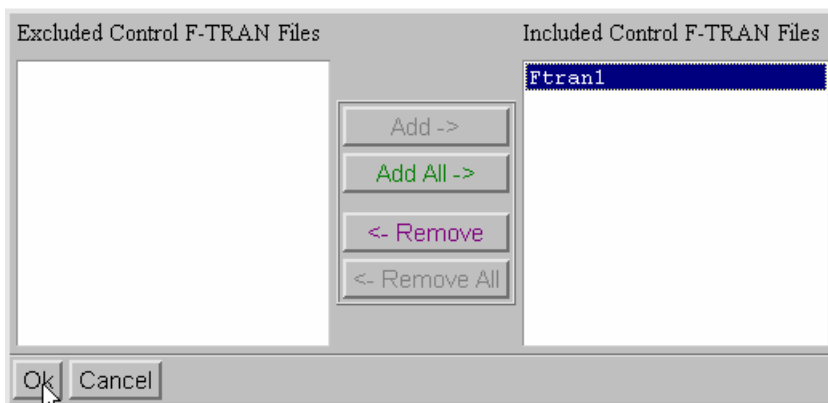 Excluded Control F-TRAN Files
Included Control F-TRAN Files
Ftran1
Add ->
Add All ->
<- Remove
<- Remove All
Ok
Cancel